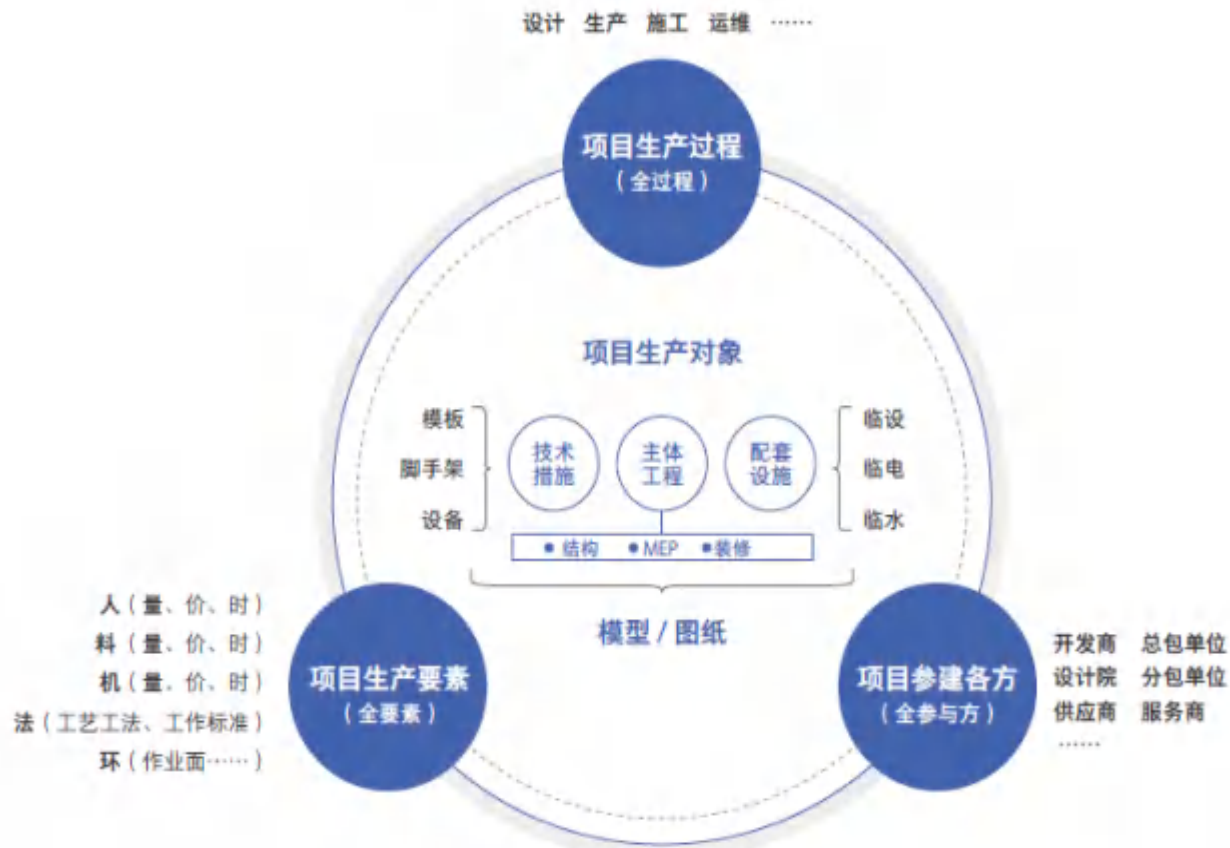 设计 生产 施工 运维 ……
项目生产过程
（全过程）
项目生产对象
模板
脚手架
设备
技术
措施
主体
工程
配套
设施
临设
临电
临水
● 结构 ● MEP ● 装修
模型 / 图纸
人（量、价、时）
料（量、价、时）
机（量、价、时）
法（工艺工法、工作标准）
环（作业面……）
项目生产要素
（全要素）
项目参建各方
（全参与方）
开发商 总包单位
设计院 分包单位
供应商 服务商
……